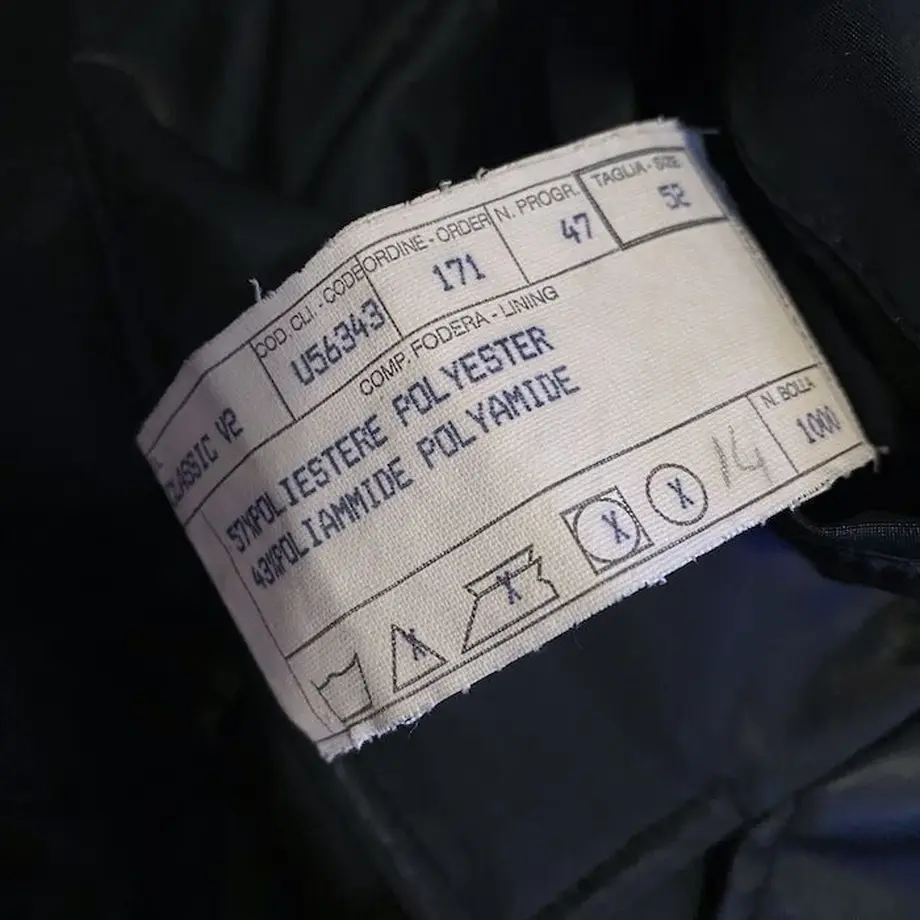 COD. CLI. - CODE
ORDINE - ORDER
N. PROGR.
TAGLIA - SIZE
CLASSIC V2
U56343
171
47
52
COMP. FODERA - LINING
57%POLIESTERE POLYESTER
43%POLIAMMIDE POLYAMIDE
N. BOLLA
1000
X
X
X
X
14